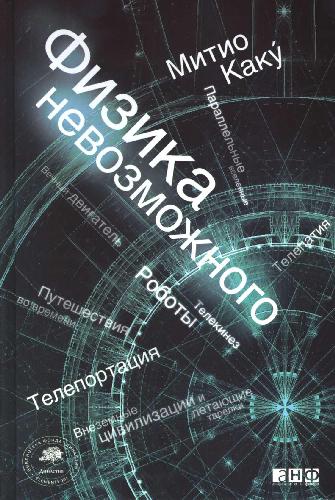 Митио
Каку́
Физика
невозможного
Параллельные
вселенные
Вечный двигатель
Телепатия
Роботы
Телекинез
Путешествия
во времени
Телепортация
Внеземные
цивилизации и
летающие
тарелки
АНФ